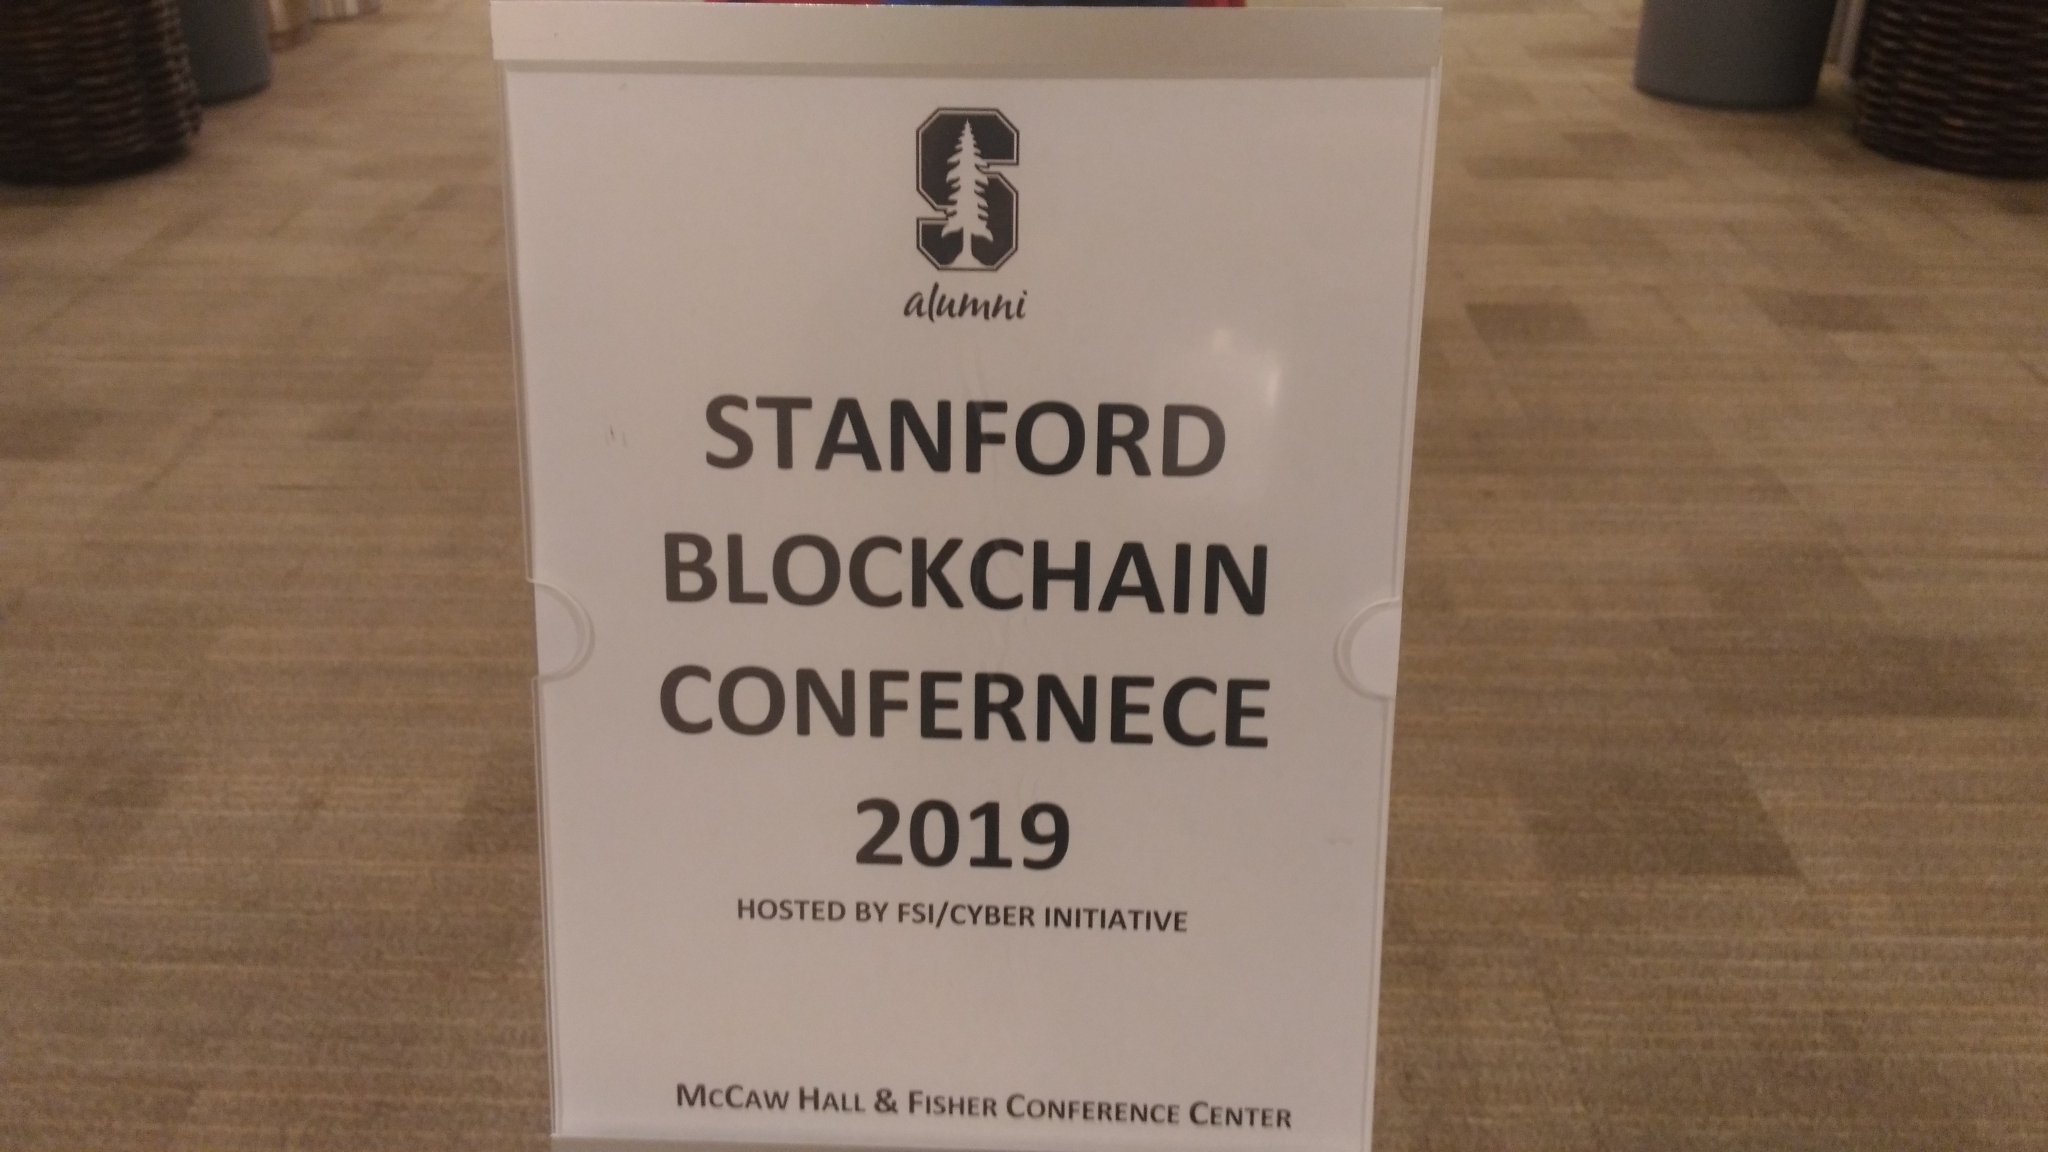 S
alumni
STANFORD
BLOCKCHAIN
CONFERNECE
2019
HOSTED BY FSI/CYBER INITIATIVE
MCCAW HALL & FISHER CONFERENCE CENTER